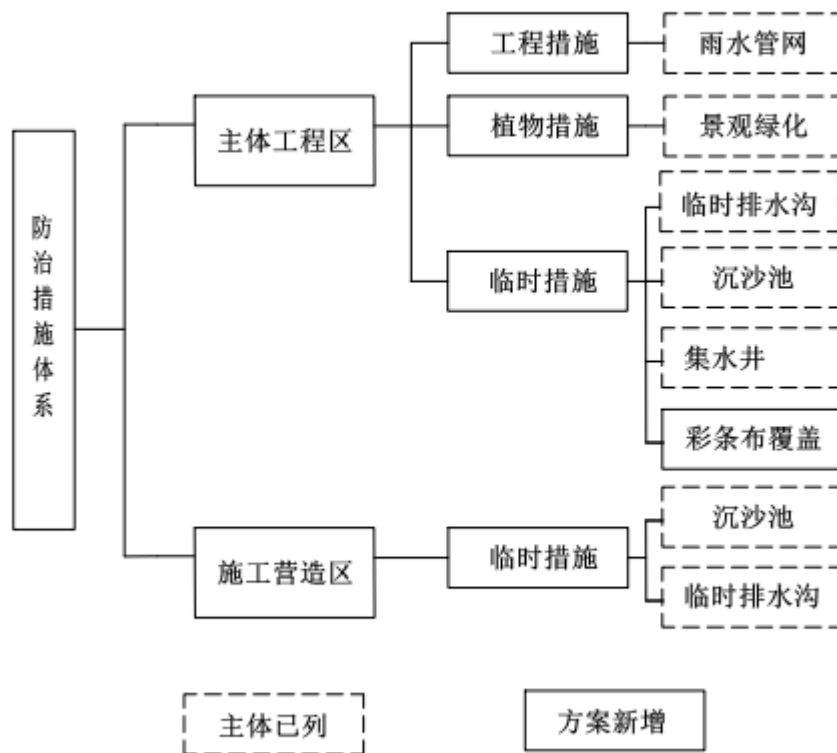 防治措施体系
主体工程区
工程措施
雨水管网
植物措施
景观绿化
临时措施
临时排水沟
沉沙池
集水井
彩条布覆盖
施工营造区
临时措施
沉沙池
临时排水沟
主体已列
方案新增